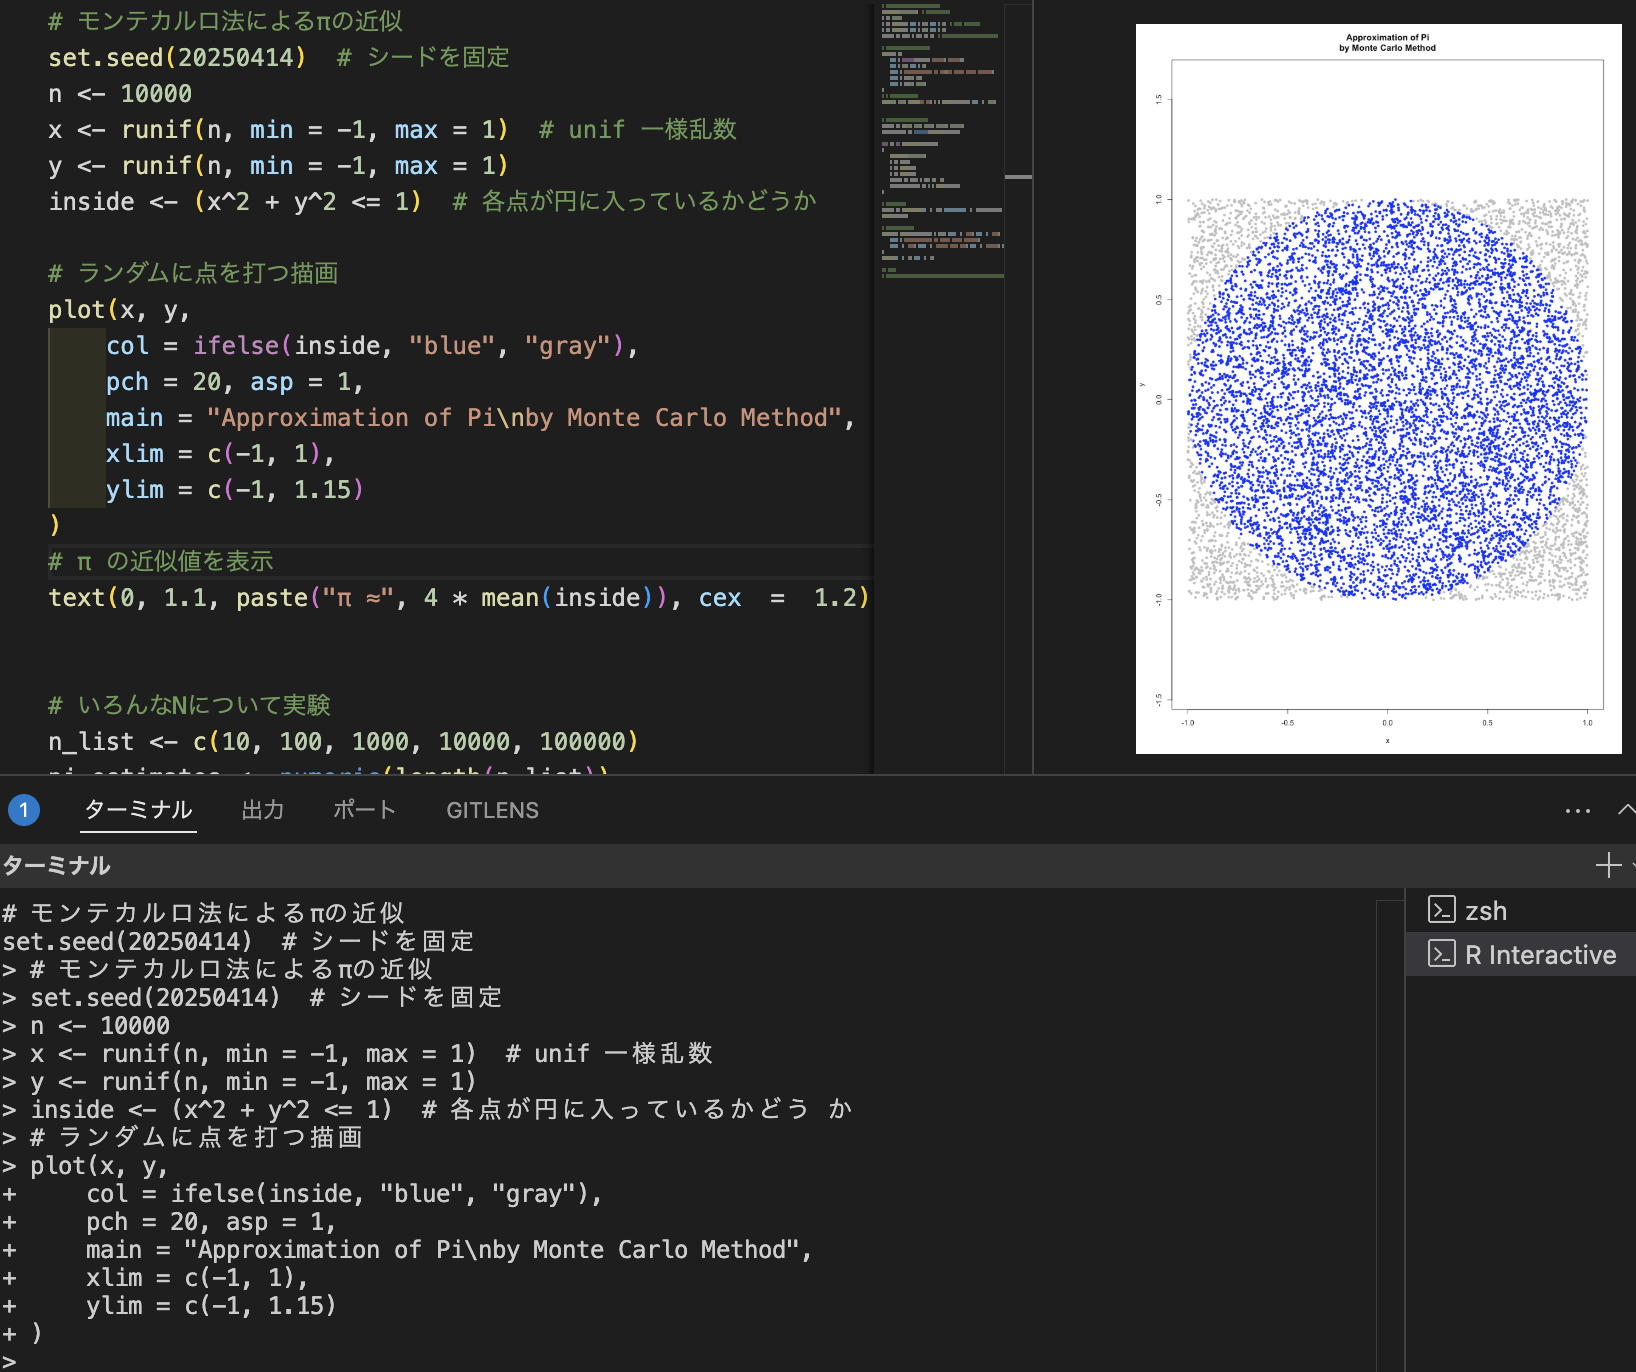 # モンテカルロ法によるπの近似
set.seed(20250414)  # シードを固定
n <- 10000
x <- runif(n, min = -1, max = 1)  # unif 一様乱数
y <- runif(n, min = -1, max = 1)
inside <- (x^2 + y^2 <= 1)  # 各点が円に入っているかどうか
# ランダムに点を打つ描画
plot(x, y,
    col = ifelse(inside, "blue", "gray"),
    pch = 20, asp = 1,
    main = "Approximation of Pi\nby Monte Carlo Method",
    xlim = c(-1, 1),
    ylim = c(-1, 1.15)
)
# π の近似値を表示
text(0, 1.1, paste("π ≈", 4 * mean(inside)), cex  =  1.2)
# いろんなNについて実験
n_list <- c(10, 100, 1000, 10000, 100000)
pi_estimates <- numeric(length(n_list))
Approximation of Pi
by Monte Carlo Method
1.5
1.0
0.5
0.0
-0.5
-1.0
-1.5
y
-1.0 -0.5 0.0 0.5 1.0
x
1 ターミナル 出力 ポート GITLENS
ターミナル
# モンテカルロ法によるπの近似
set.seed(20250414)  # シードを固定
> # モンテカルロ法によるπの近似
> set.seed(20250414)  # シードを固定
> n <- 10000
> x <- runif(n, min = -1, max = 1)  # unif 一様乱数
> y <- runif(n, min = -1, max = 1)
> inside <- (x^2 + y^2 <= 1)  # 各点が円に入っているかどう か
> # ランダムに点を打つ描画
> plot(x, y,
+     col = ifelse(inside, "blue", "gray"),
+     pch = 20, asp = 1,
+     main = "Approximation of Pi\nby Monte Carlo Method",
+     xlim = c(-1, 1),
+     ylim = c(-1, 1.15)
+ )
>
zsh
R Interactive